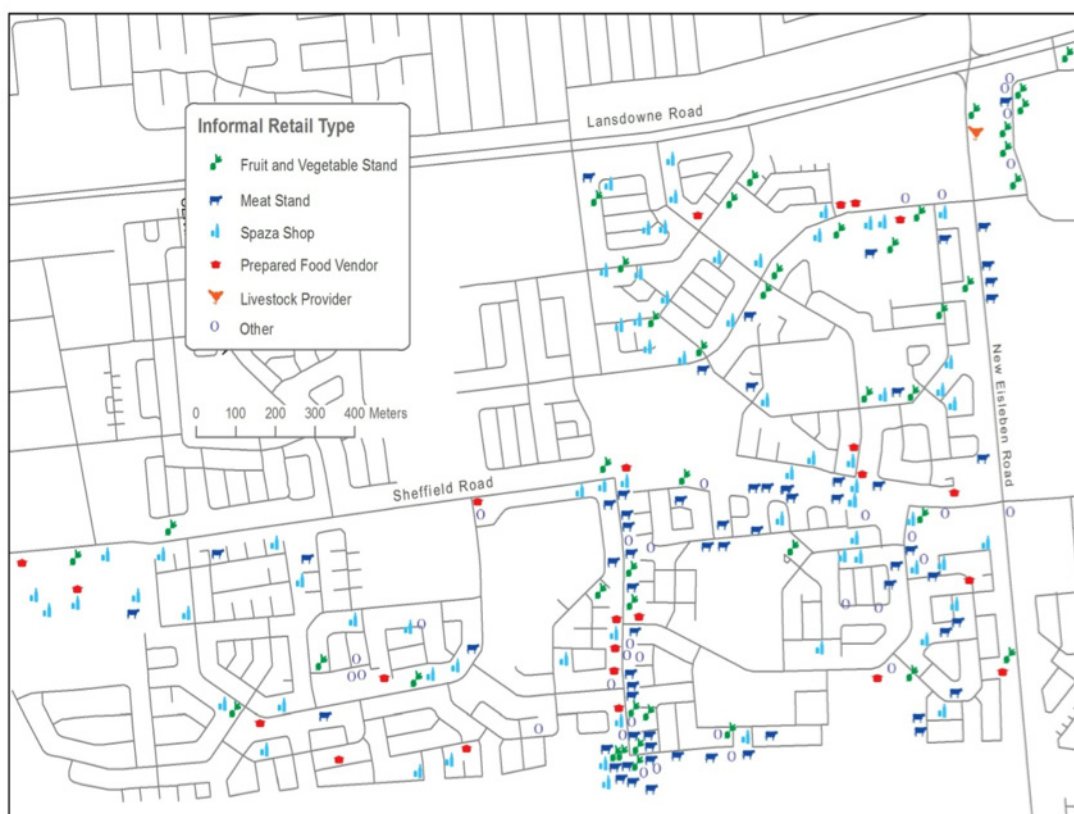 Lansdowne Road
Informal Retail Type
Fruit and Vegetable Stand
Meat Stand
Spaza Shop
Prepared Food Vendor
Livestock Provider
Other
0 100 200 300 400 Meters
New Eisleben Road
Sheffield Road